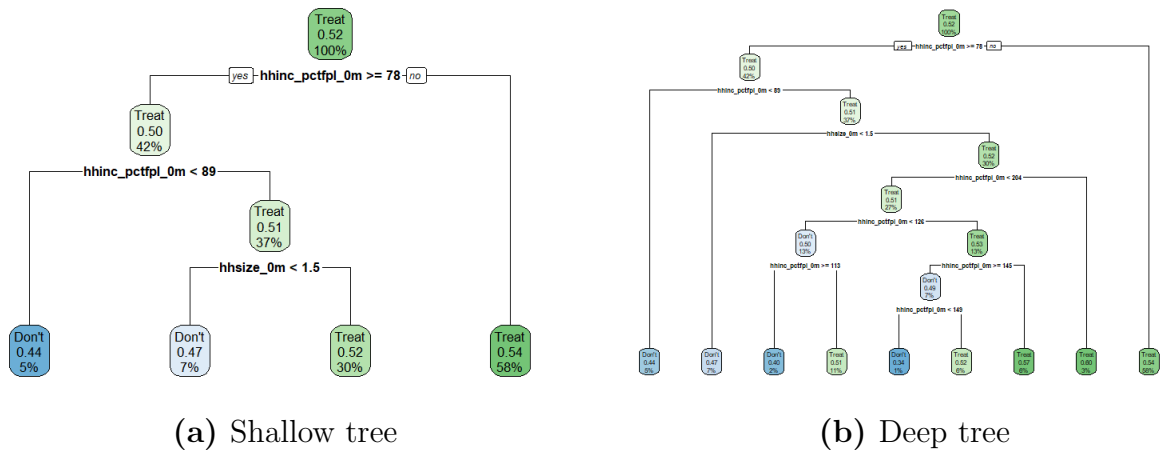 Treat
0.52
100%
yes hhinc_pctfpl_0m >= 78 no
Treat
0.50
42%
hhinc_pctfpl_0m < 89
Treat
0.51
37%
hhsize_0m < 1.5
Don't
0.44
5%
Don't
0.47
7%
Treat
0.52
30%
Treat
0.54
58%
(a) Shallow tree
Treat
0.52
100%
yes hhinc_pctfpl_0m >= 78 no
Treat
0.50
42%
hhinc_pctfpl_0m < 89
Treat
0.51
37%
hhsize_0m < 1.5
Treat
0.52
30%
hhinc_pctfpl_0m < 204
Treat
0.51
27%
hhinc_pctfpl_0m < 126
Don't
0.50
13%
Treat
0.53
13%
hhinc_pctfpl_0m >= 113
hhinc_pctfpl_0m >= 145
Don't
0.49
7%
hhinc_pctfpl_0m < 149
Don't
0.44
5%
Don't
0.47
7%
Don't
0.40
2%
Treat
0.51
11%
Don't
0.34
1%
Treat
0.52
6%
Treat
0.57
6%
Treat
0.60
3%
Treat
0.54
58%
(b) Deep tree